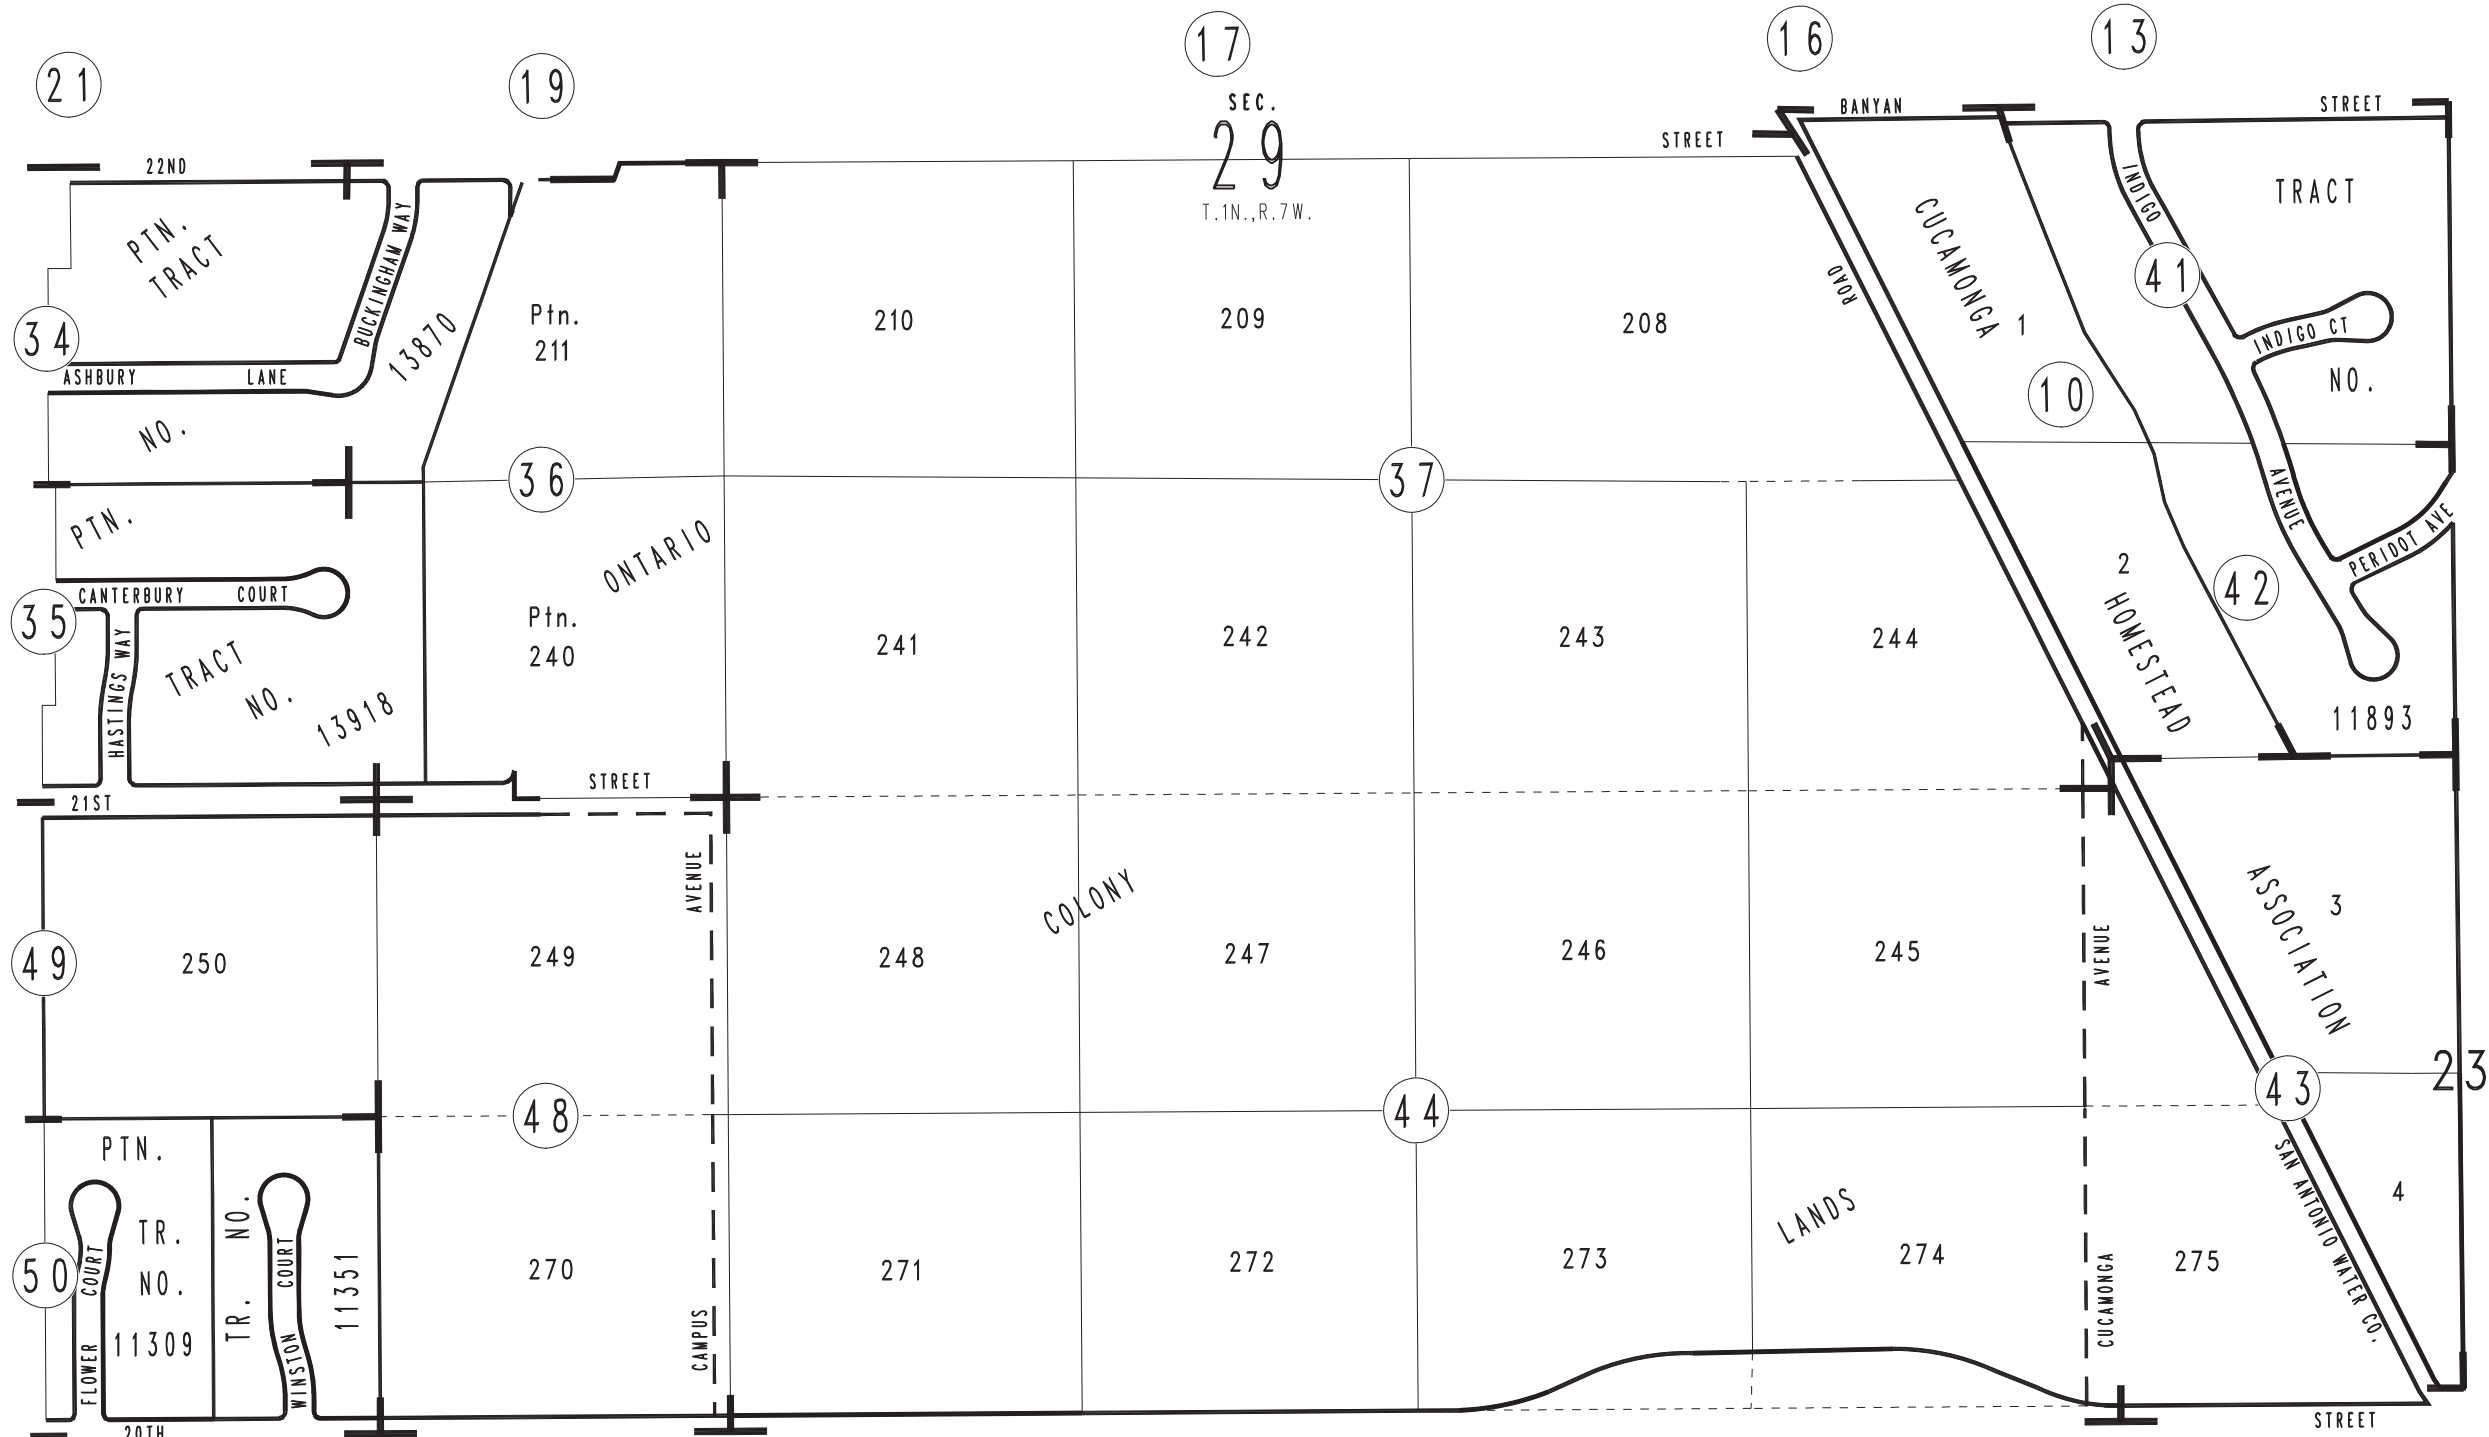 21
19
17
16
13
SEC.
29
T.1N.,R.7W.
BANYAN
STREET
STREET
22ND
PTN.
TRACT
BUCKINGHAM WAY
13870
34
ASHBURY LANE
NO.
Ptn.
211
210
209
208
ROAD
CUCAMONGA
1
10
INDIGO
41
TRACT
INDIGO CT
NO.
36
37
AVENUE
PERIDOT AVE
PTN.
ONTARIO
2
42
35
CANTERBURY COURT
HASTINGS WAY
TRACT
NO.
13918
Ptn.
240
241
242
243
244
HOMESTEAD
11893
21ST
STREET
AVENUE
COLONY
AVENUE
ASSOCIATION
3
49
250
249
248
247
246
245
23
43
48
44
PTN.
TR.
NO.
11309
50
FLOWER COURT
TR. NO.
11351
WINSTON COURT
270
CAMPUS
271
272
273
LANDS
274
CUCAMONGA
275
SAN ANTONIO WATER CO.
4
20TH
STREET